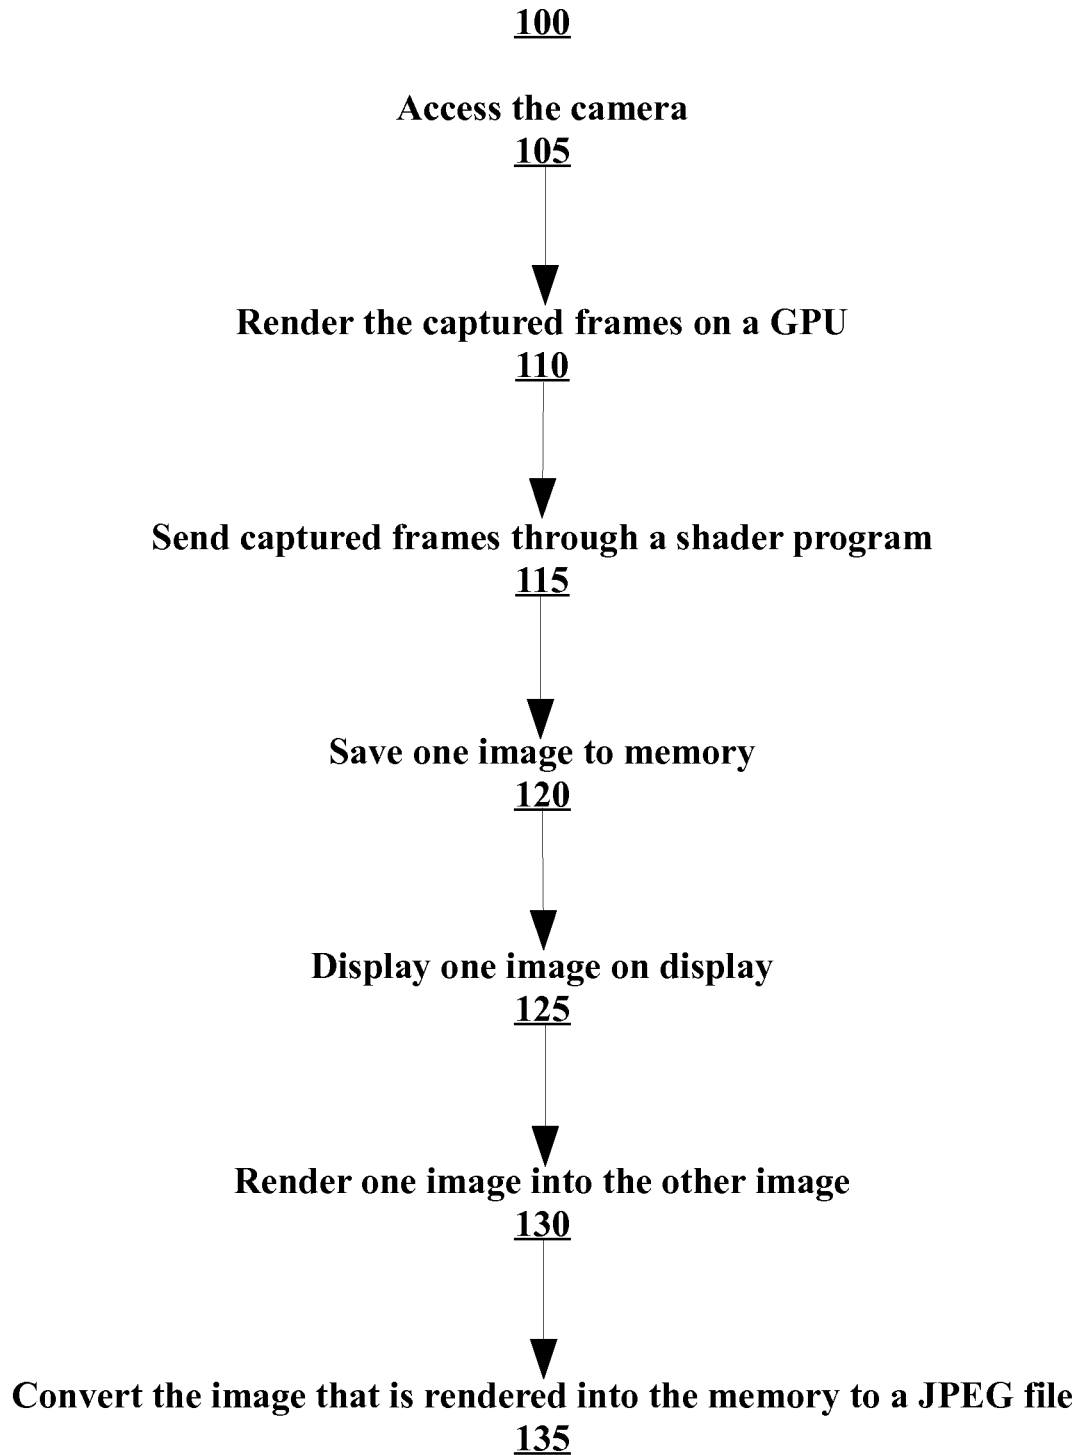 100
Access the camera
105
Render the captured frames on a GPU
110
Send captured frames through a shader program
115
Save one image to memory
120
Display one image on display
125
Render one image into the other image
130
Convert the image that is rendered into the memory to a JPEG file
135